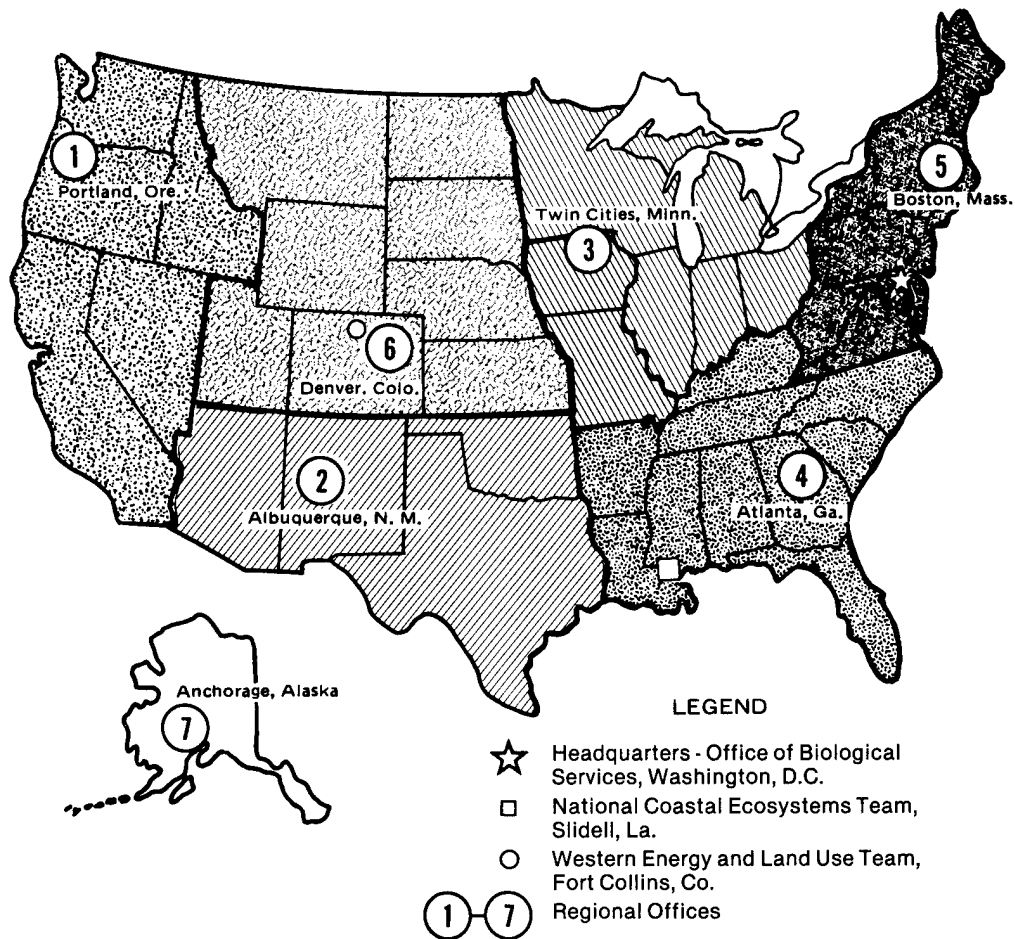 1
Portland, Ore.
5
Boston, Mass.
Twin Cities, Minn.
3
6
Denver, Colo.
2
Albuquerque, N. M.
4
Atlanta, Ga.
Anchorage, Alaska
7
LEGEND
Headquarters - Office of Biological
Services, Washington, D.C.
National Coastal Ecosystems Team,
Slidell, La.
Western Energy and Land Use Team,
Fort Collins, Co.
1 - 7 Regional Offices